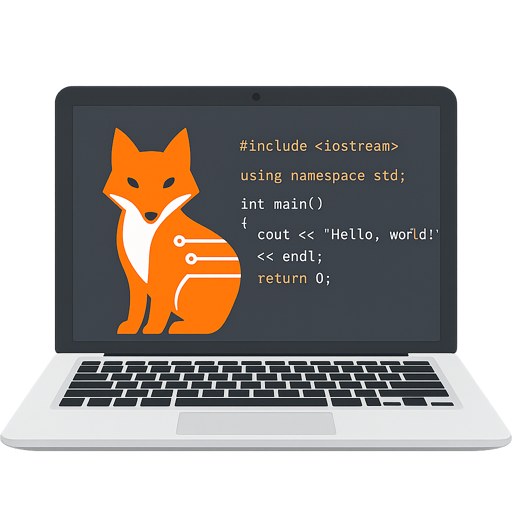 #include <iostream>
using namespace std;
int main()
{
cout << "Hello, world!\
<< endl;
return 0;